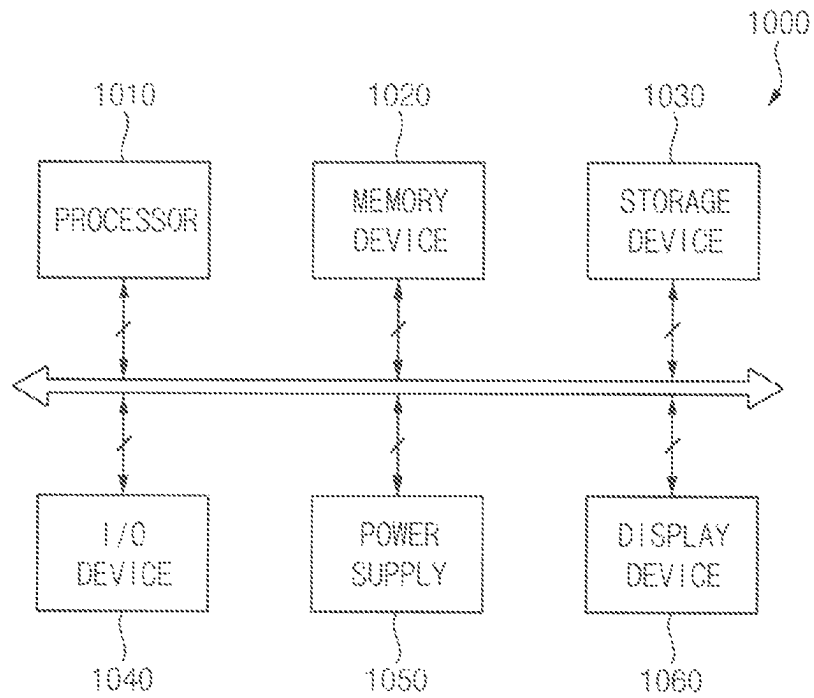 1000
1010
1020
1030
PROCESSOR
MEMORY
DEVICE
STORAGE
DEVICE
I/O
DEVICE
POWER
SUPPLY
DISPLAY
DEVICE
1040
1050
1060